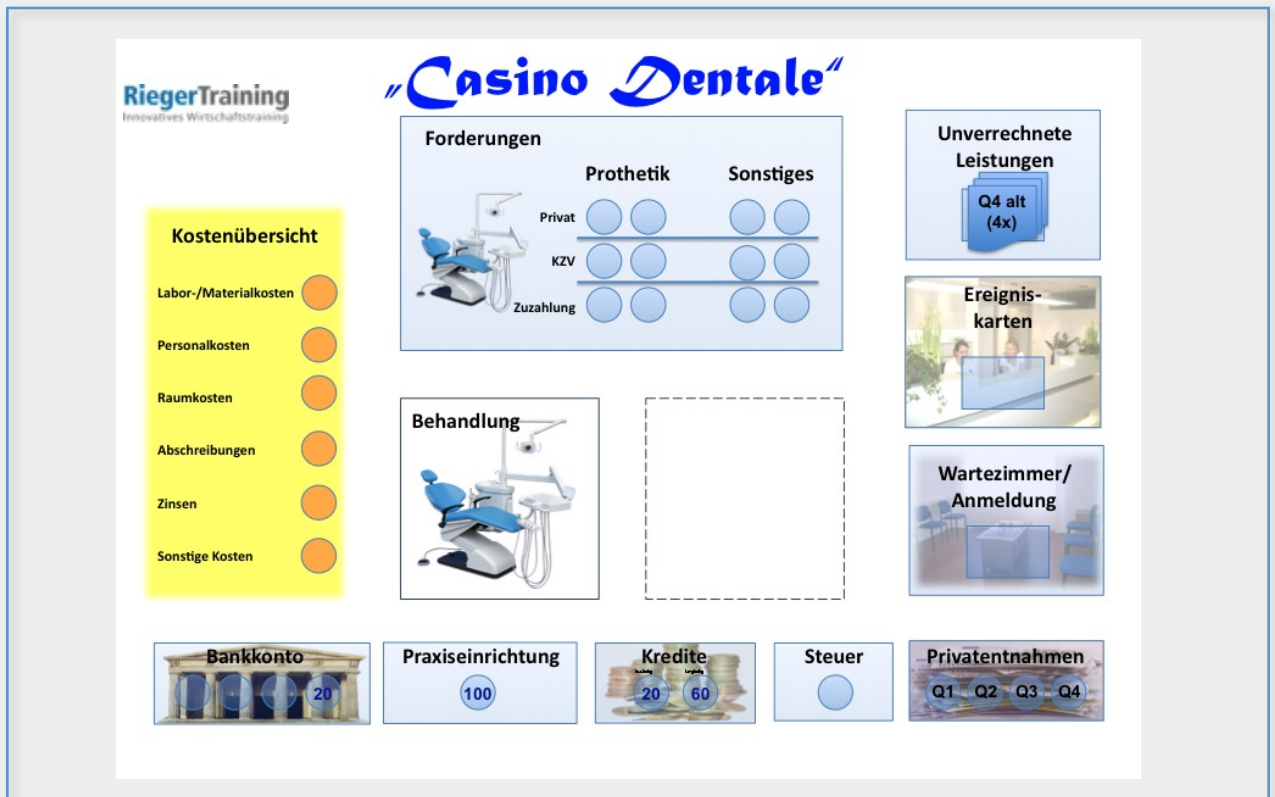 „Casino Dentale“
RiegerTraining
Innovatives Wirtschaftstraining
Forderungen
Prothetik Sonstiges
Privat
KZV
Zuzahlung
Unverrechnete
Leistungen
Q4 alt
(4x)
Kostenübersicht
Labor-/Materialkosten
Personalkosten
Raumkosten
Abschreibungen
Zinsen
Sonstige Kosten
Ereignis-
karten
Behandlung
Wartezimmer/
Anmeldung
Bankkonto
20
Praxiseinrichtung
100
Kredite
20 60
Steuer
Privatentnahmen
Q1 Q2 Q3 Q4